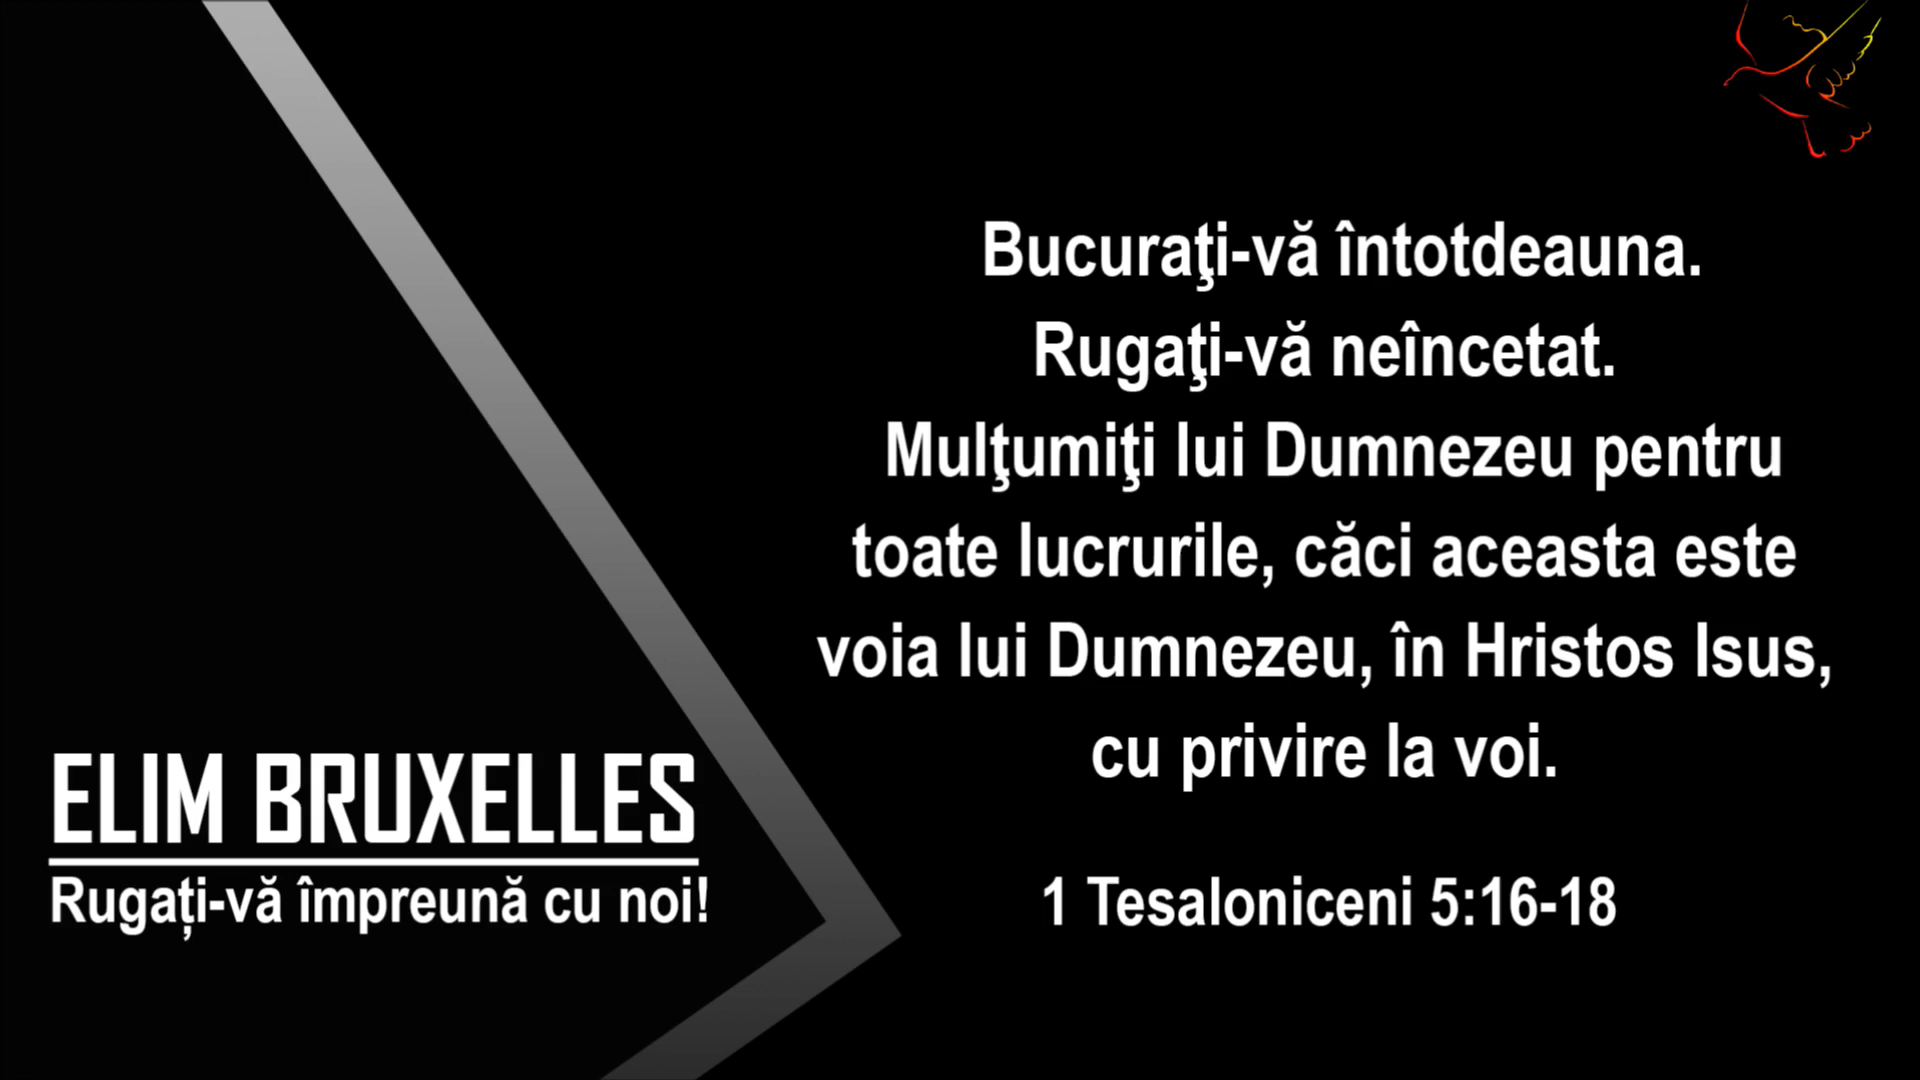 Bucuraţi-vă întotdeauna.
Rugaţi-vă neîncetat.
Mulţumiţi lui Dumnezeu pentru
toate lucrurile, căci aceasta este
voia lui Dumnezeu, în Hristos Isus,
cu privire la voi.
1 Tesaloniceni 5:16-18
ELIM BRUXELLES
Rugați-vă împreună cu noi!